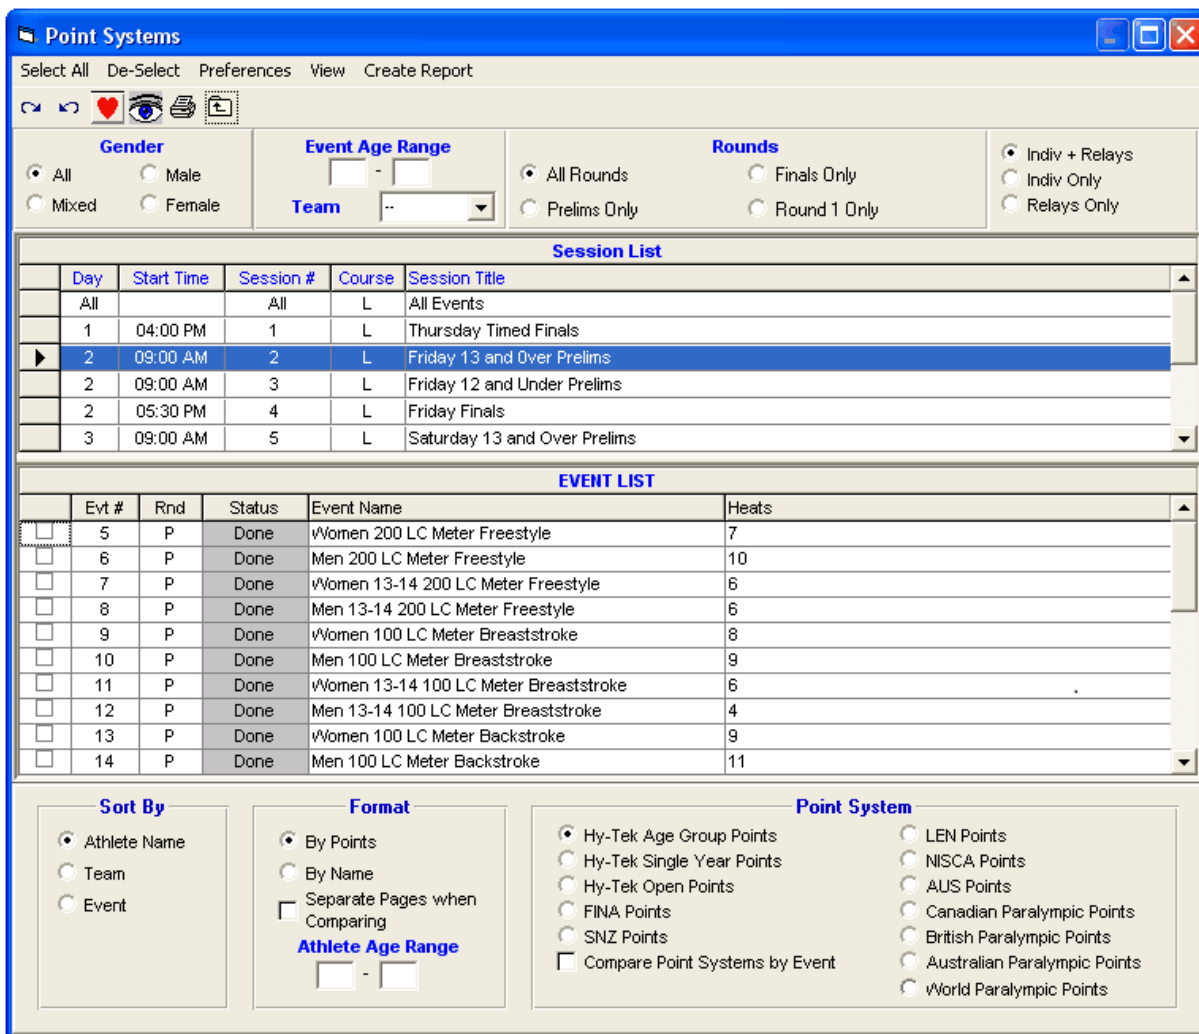 Point Systems
Select All De-Select Preferences View Create Report
Gender
All Male
Mixed Female
Event Age Range
-
Team --
Rounds
All Rounds Finals Only
Prelims Only Round 1 Only
Indiv + Relays
Indiv Only
Relays Only
Session List
Day Start Time Session # Course Session Title
All All L All Events
1 04:00 PM 1 L Thursday Timed Finals
2 09:00 AM 2 L Friday 13 and Over Prelims
2 09:00 AM 3 L Friday 12 and Under Prelims
2 05:30 PM 4 L Friday Finals
3 09:00 AM 5 L Saturday 13 and Over Prelims
EVENT LIST
Evt # Rnd Status Event Name Heats
5 P Done Women 200 LC Meter Freestyle 7
6 P Done Men 200 LC Meter Freestyle 10
7 P Done Women 13-14 200 LC Meter Freestyle 6
8 P Done Men 13-14 200 LC Meter Freestyle 6
9 P Done Women 100 LC Meter Breaststroke 8
10 P Done Men 100 LC Meter Breaststroke 9
11 P Done Women 13-14 100 LC Meter Breaststroke 6
12 P Done Men 13-14 100 LC Meter Breaststroke 4
13 P Done Women 100 LC Meter Backstroke 9
14 P Done Men 100 LC Meter Backstroke 11
Sort By
Athlete Name
Team
Event
Format
By Points
By Name
Separate Pages when
Comparing
Athlete Age Range
-
Point System
Hy-Tek Age Group Points
Hy-Tek Single Year Points
Hy-Tek Open Points
FINA Points
SNZ Points
Compare Point Systems by Event
LEN Points
NISCA Points
AUS Points
Canadian Paralympic Points
British Paralympic Points
Australian Paralympic Points
World Paralympic Points